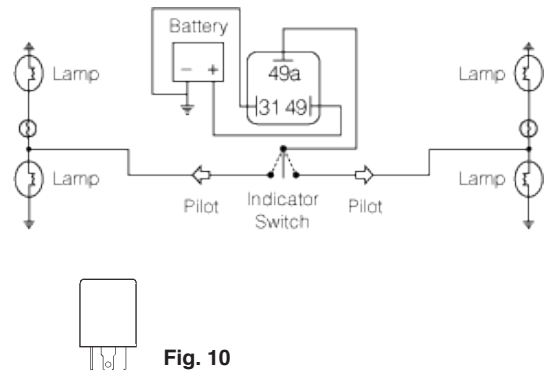 Battery
- +
Lamp
49a
Lamp
31 49
Lamp
Lamp
Pilot
Indicator
Switch
Pilot
Fig. 10